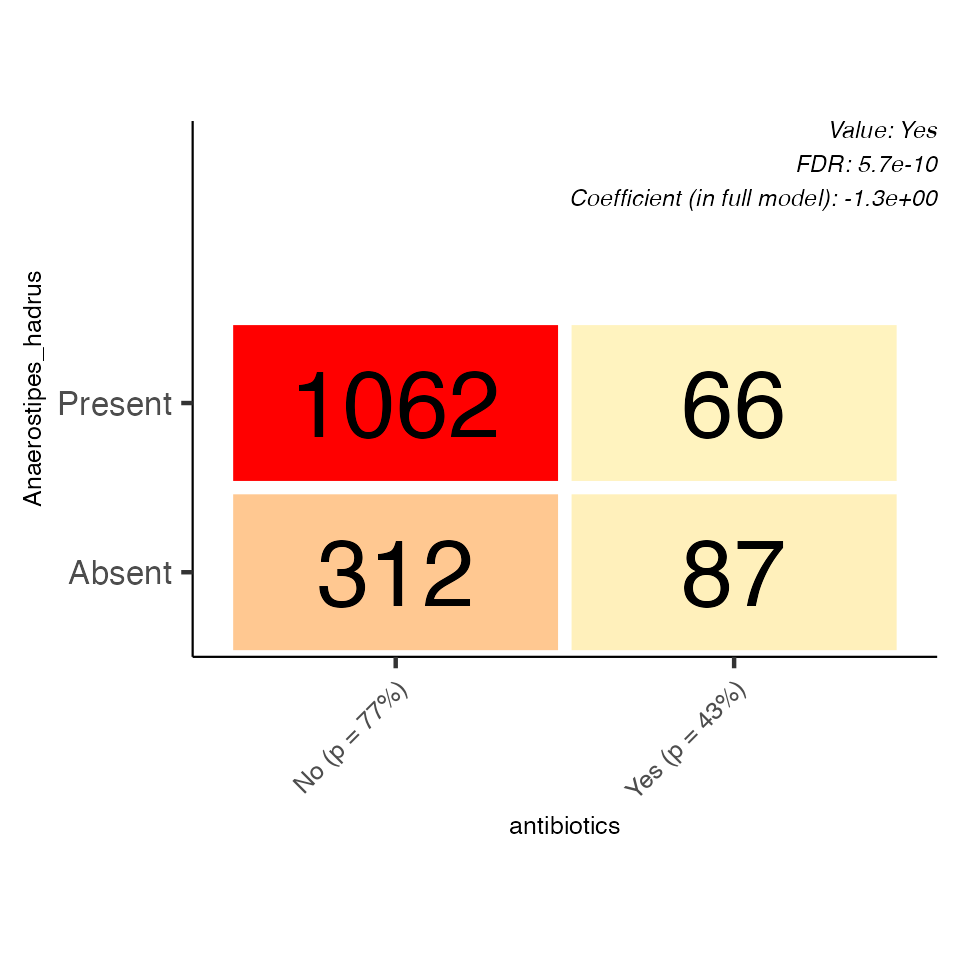 Value: Yes
FDR: 5.7e-10
Coefficient (in full model): -1.3e+00
Anaerostipes_hadrus
Present
1062
66
Absent
312
87
No (p = 77%)
Yes (p = 43%)
antibiotics